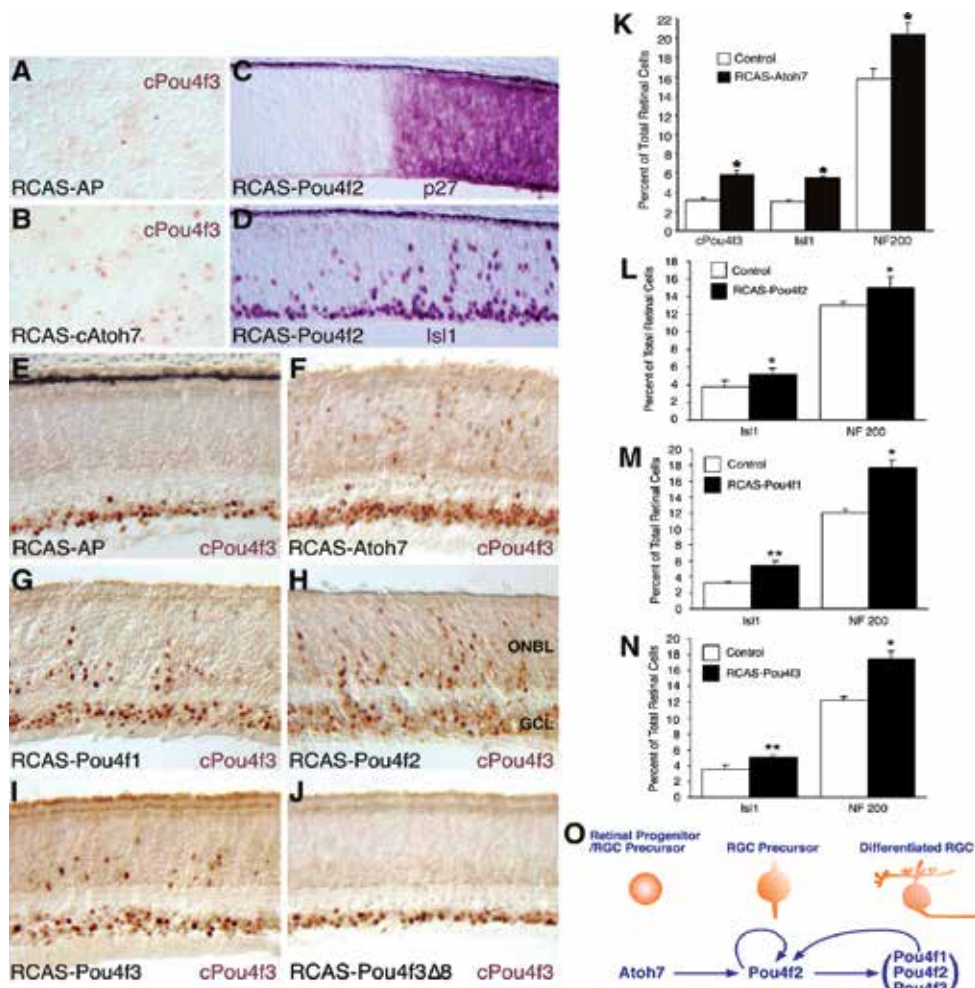 A
cPou4f3
RCAS-AP
B
cPou4f3
RCAS-cAtoh7
C
RCAS-Pou4f2 p27
D
RCAS-Pou4f2 Isl1
E
RCAS-AP cPou4f3
F
RCAS-Atoh7 cPou4f3
G
RCAS-Pou4f1 cPou4f3
H
ONBL
GCL
RCAS-Pou4f2 cPou4f3
I
RCAS-Pou4f3 cPou4f3
J
RCAS-Pou4f3Δ8 cPou4f3
K
Percent of Total Retinal Cells
22
20
18
16
14
12
10
8
6
4
2
0
Control
RCAS-Atoh7
*
*
*
cPou4f3 Isl1 NF200
L
Percent of Total Retinal Cells
18
16
14
12
10
8
6
4
2
0
Control
RCAS-Pou4f2
*
*
Isl1 NF 200
M
Percent of Total Retinal Cells
20
18
16
14
12
10
8
6
4
2
0
Control
RCAS-Pou4f1
**
*
Isl1 NF 200
N
Percent of Total Retinal Cells
20
18
16
14
12
10
8
6
4
2
0
Control
RCAS-Pou4f3
**
*
Isl1 NF 200
O
Retinal Progenitor
/RGC Precursor
RGC Precursor
Differentiated RGC
Atoh7
Pou4f2
(Pou4f1
Pou4f2
Pou4f3)